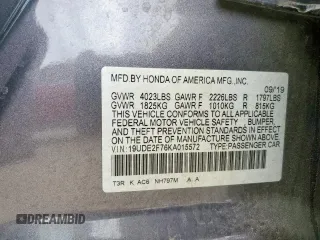 MFD.BY HONDA OF AMERICA MFG.,INC.
09/19
GVWR 4023LBS GAWR F 2226LBS R 1797LBS
GVWR 1825KG GAWR F 1010KG R 815KG
THIS VEHICLE CONFORMS TO ALL APPLICABLE
FEDERAL MOTOR VEHICLE SAFETY, BUMPER,
AND THEFT PREVENTION STANDARDS IN EFFECT
ON THE DATE OF MANUFACTURE SHOWN ABOVE.
VIN:19UDE2F76KA015572 TYPE:PASSENGER CAR
T3R K AC6 NH797M A A
BIDHISTORY